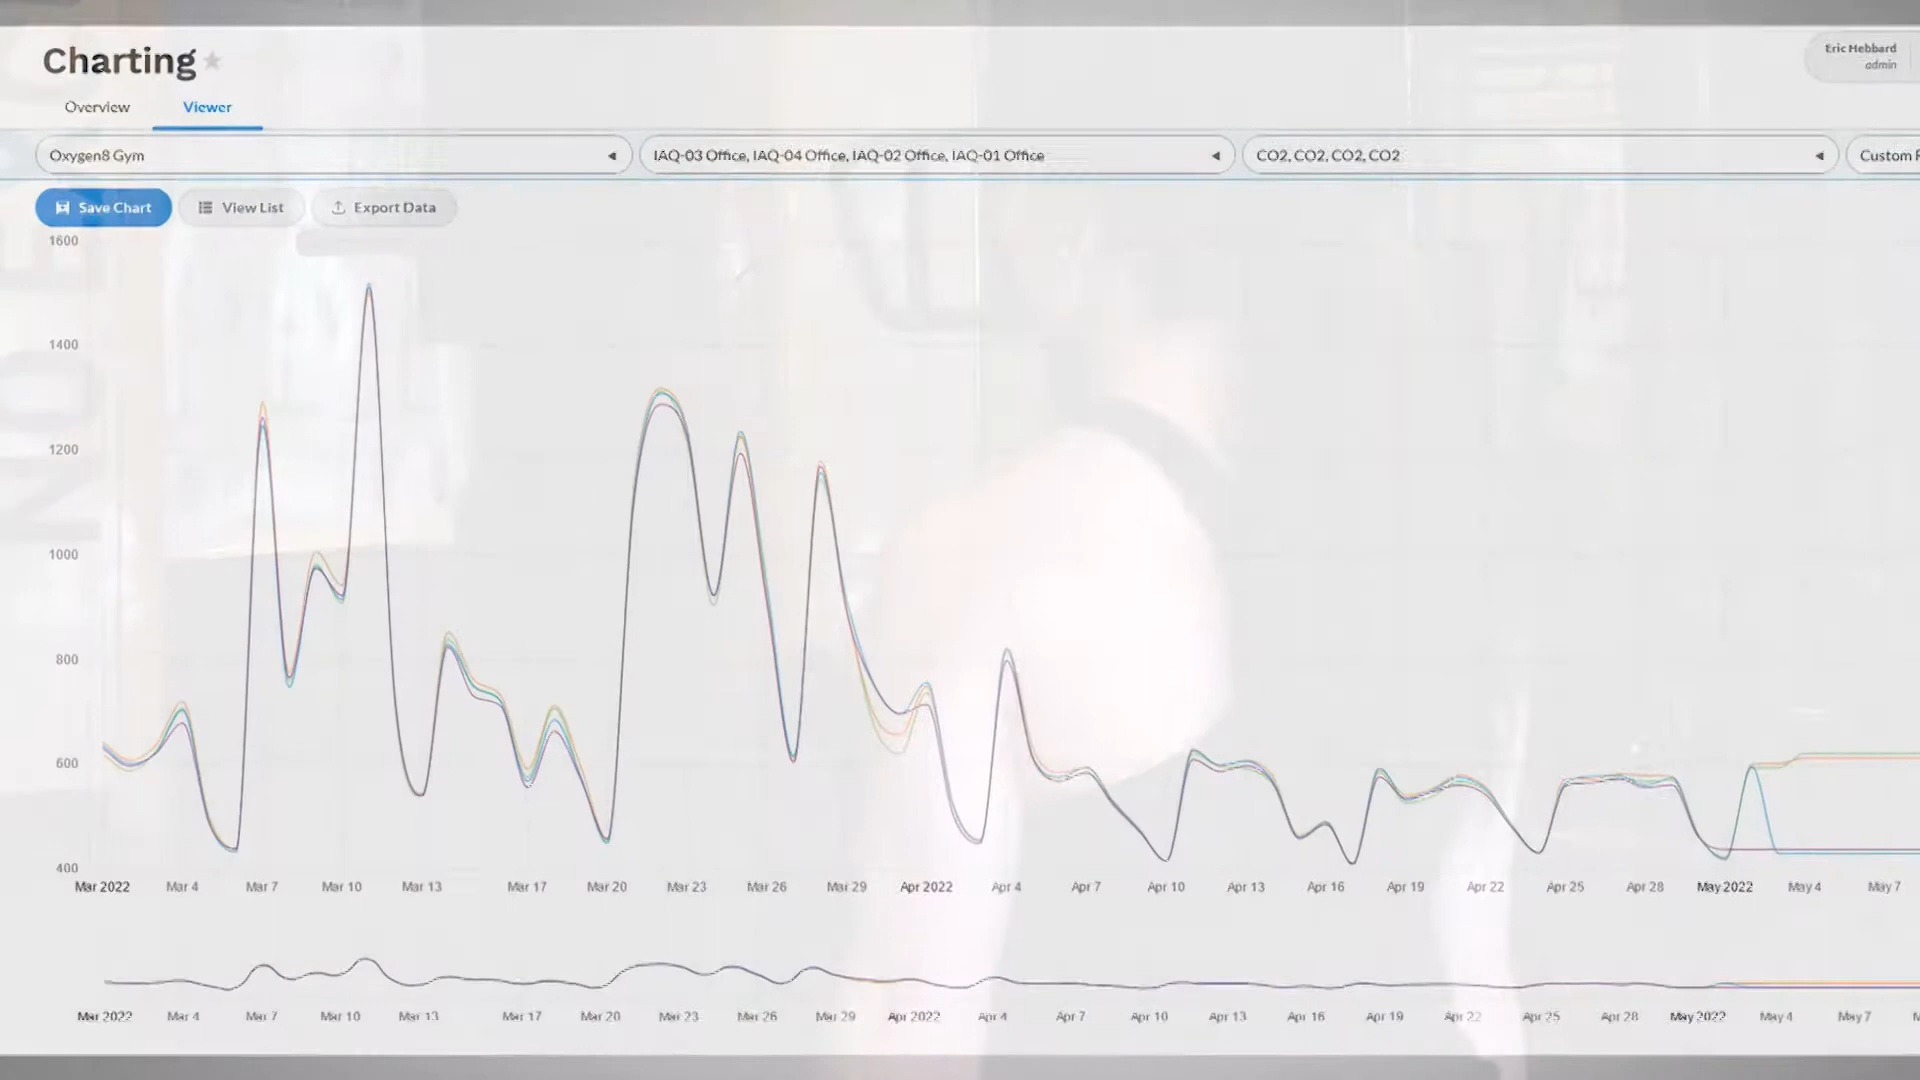 Charting
Eric Hebbard
admin
Overview Viewer
Oxygen8 Gym IAQ-03 Office, IAQ-04 Office, IAQ-02 Office, IAQ-01 Office CO2, CO2, CO2, CO2 Custom
Save Chart View List Export Data
1600
1400
1200
1000
800
600
400
Mar 2022 Mar 4 Mar 7 Mar 10 Mar 13 Mar 17 Mar 20 Mar 23 Mar 26 Mar 29 Apr 2022 Apr 4 Apr 7 Apr 10 Apr 13 Apr 16 Apr 19 Apr 22 Apr 25 Apr 28 May 2022 May 4 May 7
Mar 2022 Mar 4 Mar 7 Mar 10 Mar 13 Mar 17 Mar 20 Mar 23 Mar 26 Mar 29 Apr 2022 Apr 4 Apr 7 Apr 10 Apr 13 Apr 16 Apr 19 Apr 22 Apr 25 Apr 28 May 2022 May 4 May 7